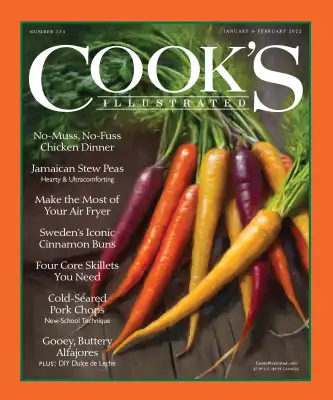 NUMBER 174
JANUARY & FEBRUARY 2022
COOK'S
ILLUSTRATED
No-Muss, No-Fuss
Chicken Dinner
Jamaican Stew Peas
Hearty & Ultracomforting
Make the Most of
Your Air Fryer
Sweden's Iconic
Cinnamon Buns
Four Core Skillets
You Need
Cold-Seared
Pork Chops
New-School Technique
Gooey, Buttery
Alfajores
PLUS: DIY Dulce de Leche
CooksIllustrated.com